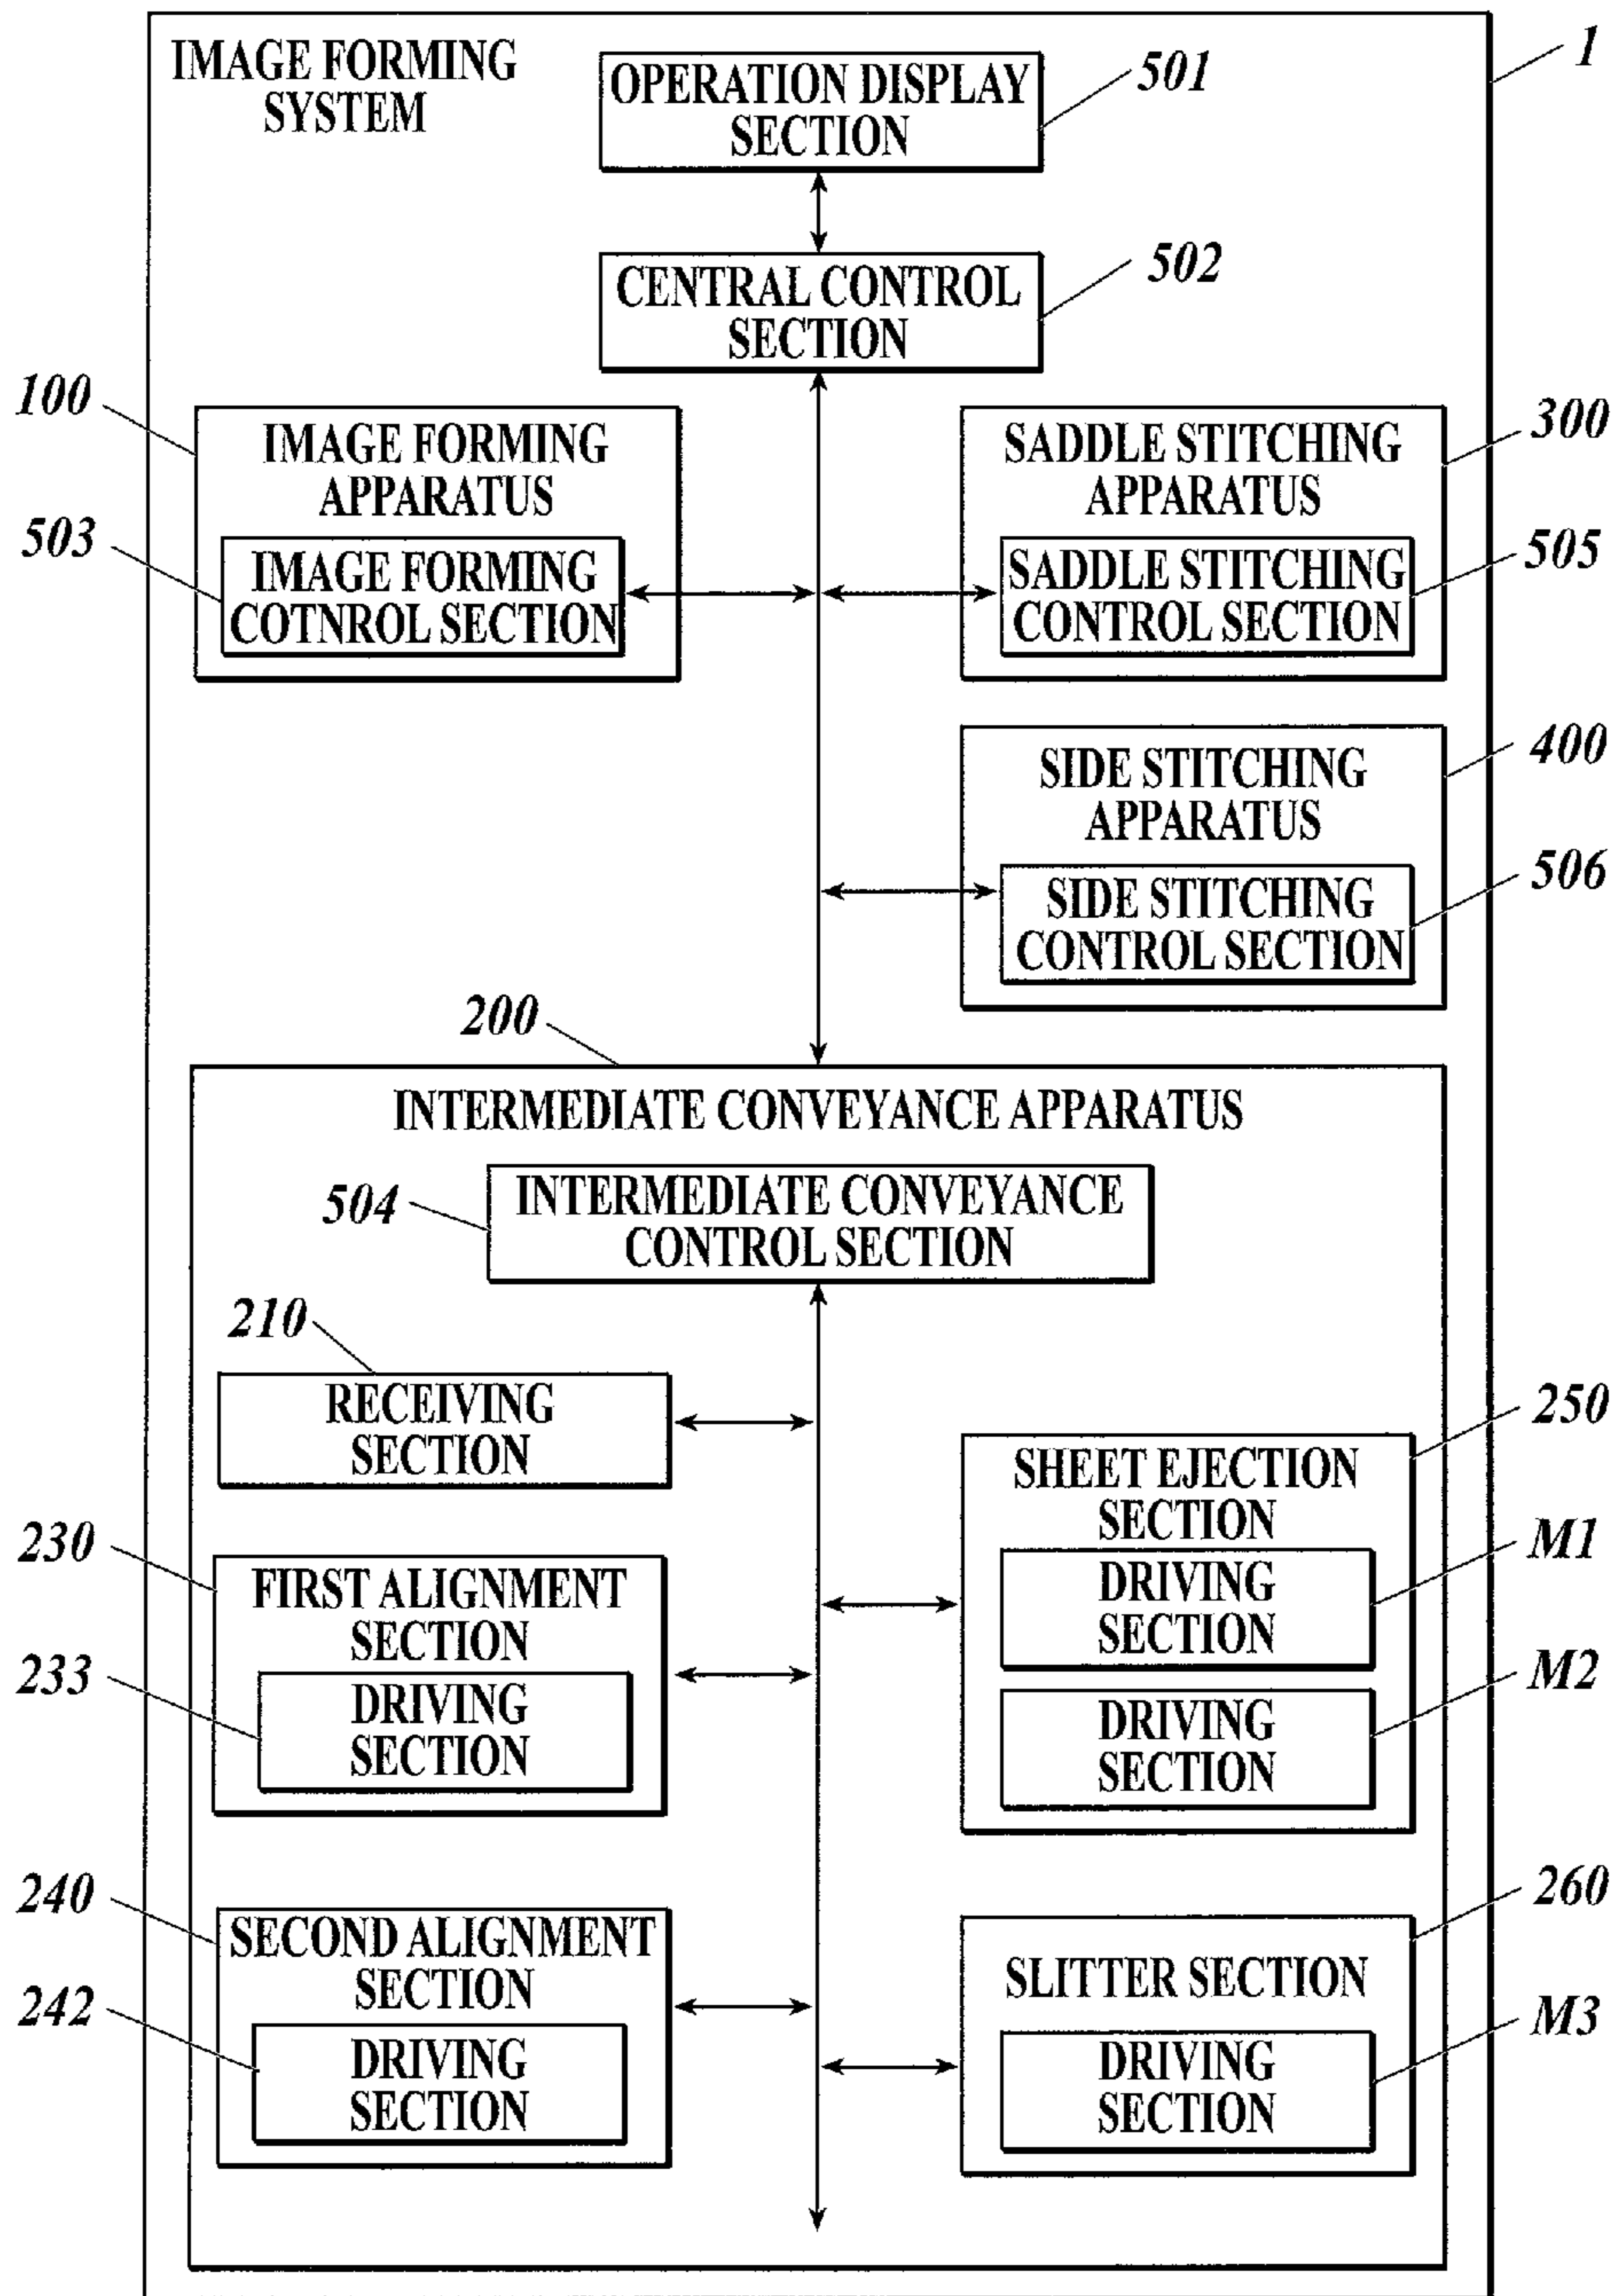 IMAGE FORMING
SYSTEM
1
OPERATION DISPLAY
SECTION
501
CENTRAL CONTROL
SECTION
502
100
IMAGE FORMING
APPARATUS
503
IMAGE FORMING
COTNROL SECTION
SADDLE STITCHING
APPARATUS
300
SADDLE STITCHING
CONTROL SECTION
505
SIDE STITCHING
APPARATUS
400
SIDE STITCHING
CONTROL SECTION
506
200
INTERMEDIATE CONVEYANCE APPARATUS
504
INTERMEDIATE CONVEYANCE
CONTROL SECTION
210
RECEIVING
SECTION
230
FIRST ALIGNMENT
SECTION
233
DRIVING
SECTION
240
SECOND ALIGNMENT
SECTION
242
DRIVING
SECTION
250
SHEET EJECTION
SECTION
M1
DRIVING
SECTION
M2
DRIVING
SECTION
260
SLITTER SECTION
M3
DRIVING
SECTION